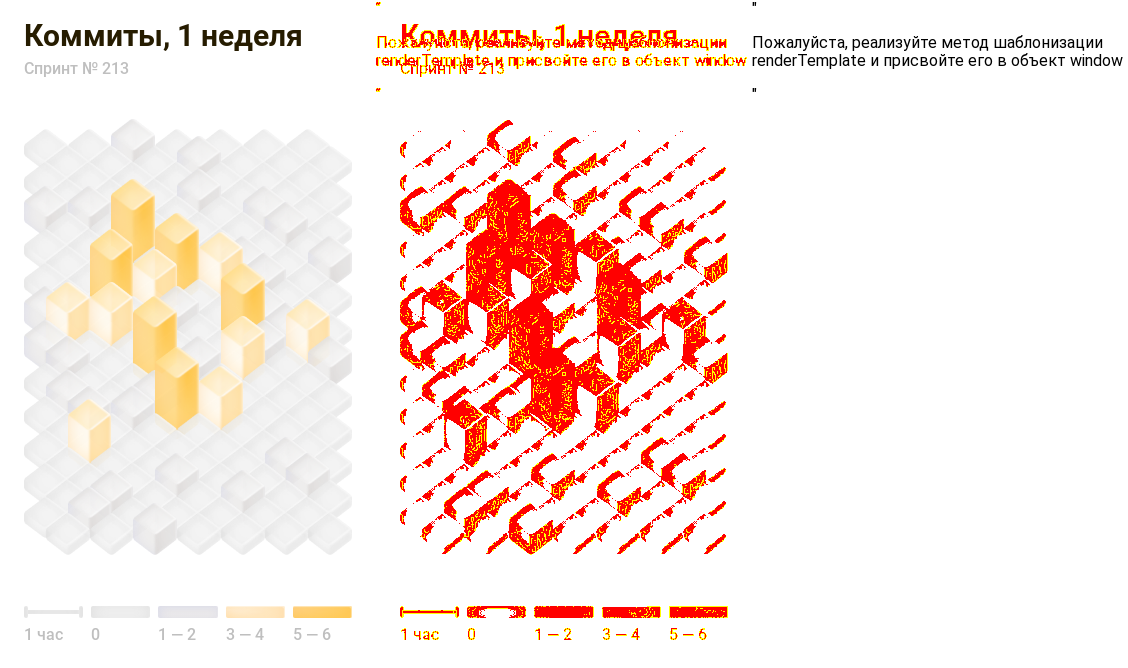 Коммиты, 1 неделя
Спринт № 213
1 час
0
1 – 2
3 – 4
5 – 6
"
Коммиты, 1 неделя
Пожалуйста, реализуйте метод шаблонизации
renderTemplate и присвойте его в объект window
Спринт № 213
"
1 час
0
1 – 2
3 – 4
5 – 6
"
Пожалуйста, реализуйте метод шаблонизации
renderTemplate и присвойте его в объект window
"